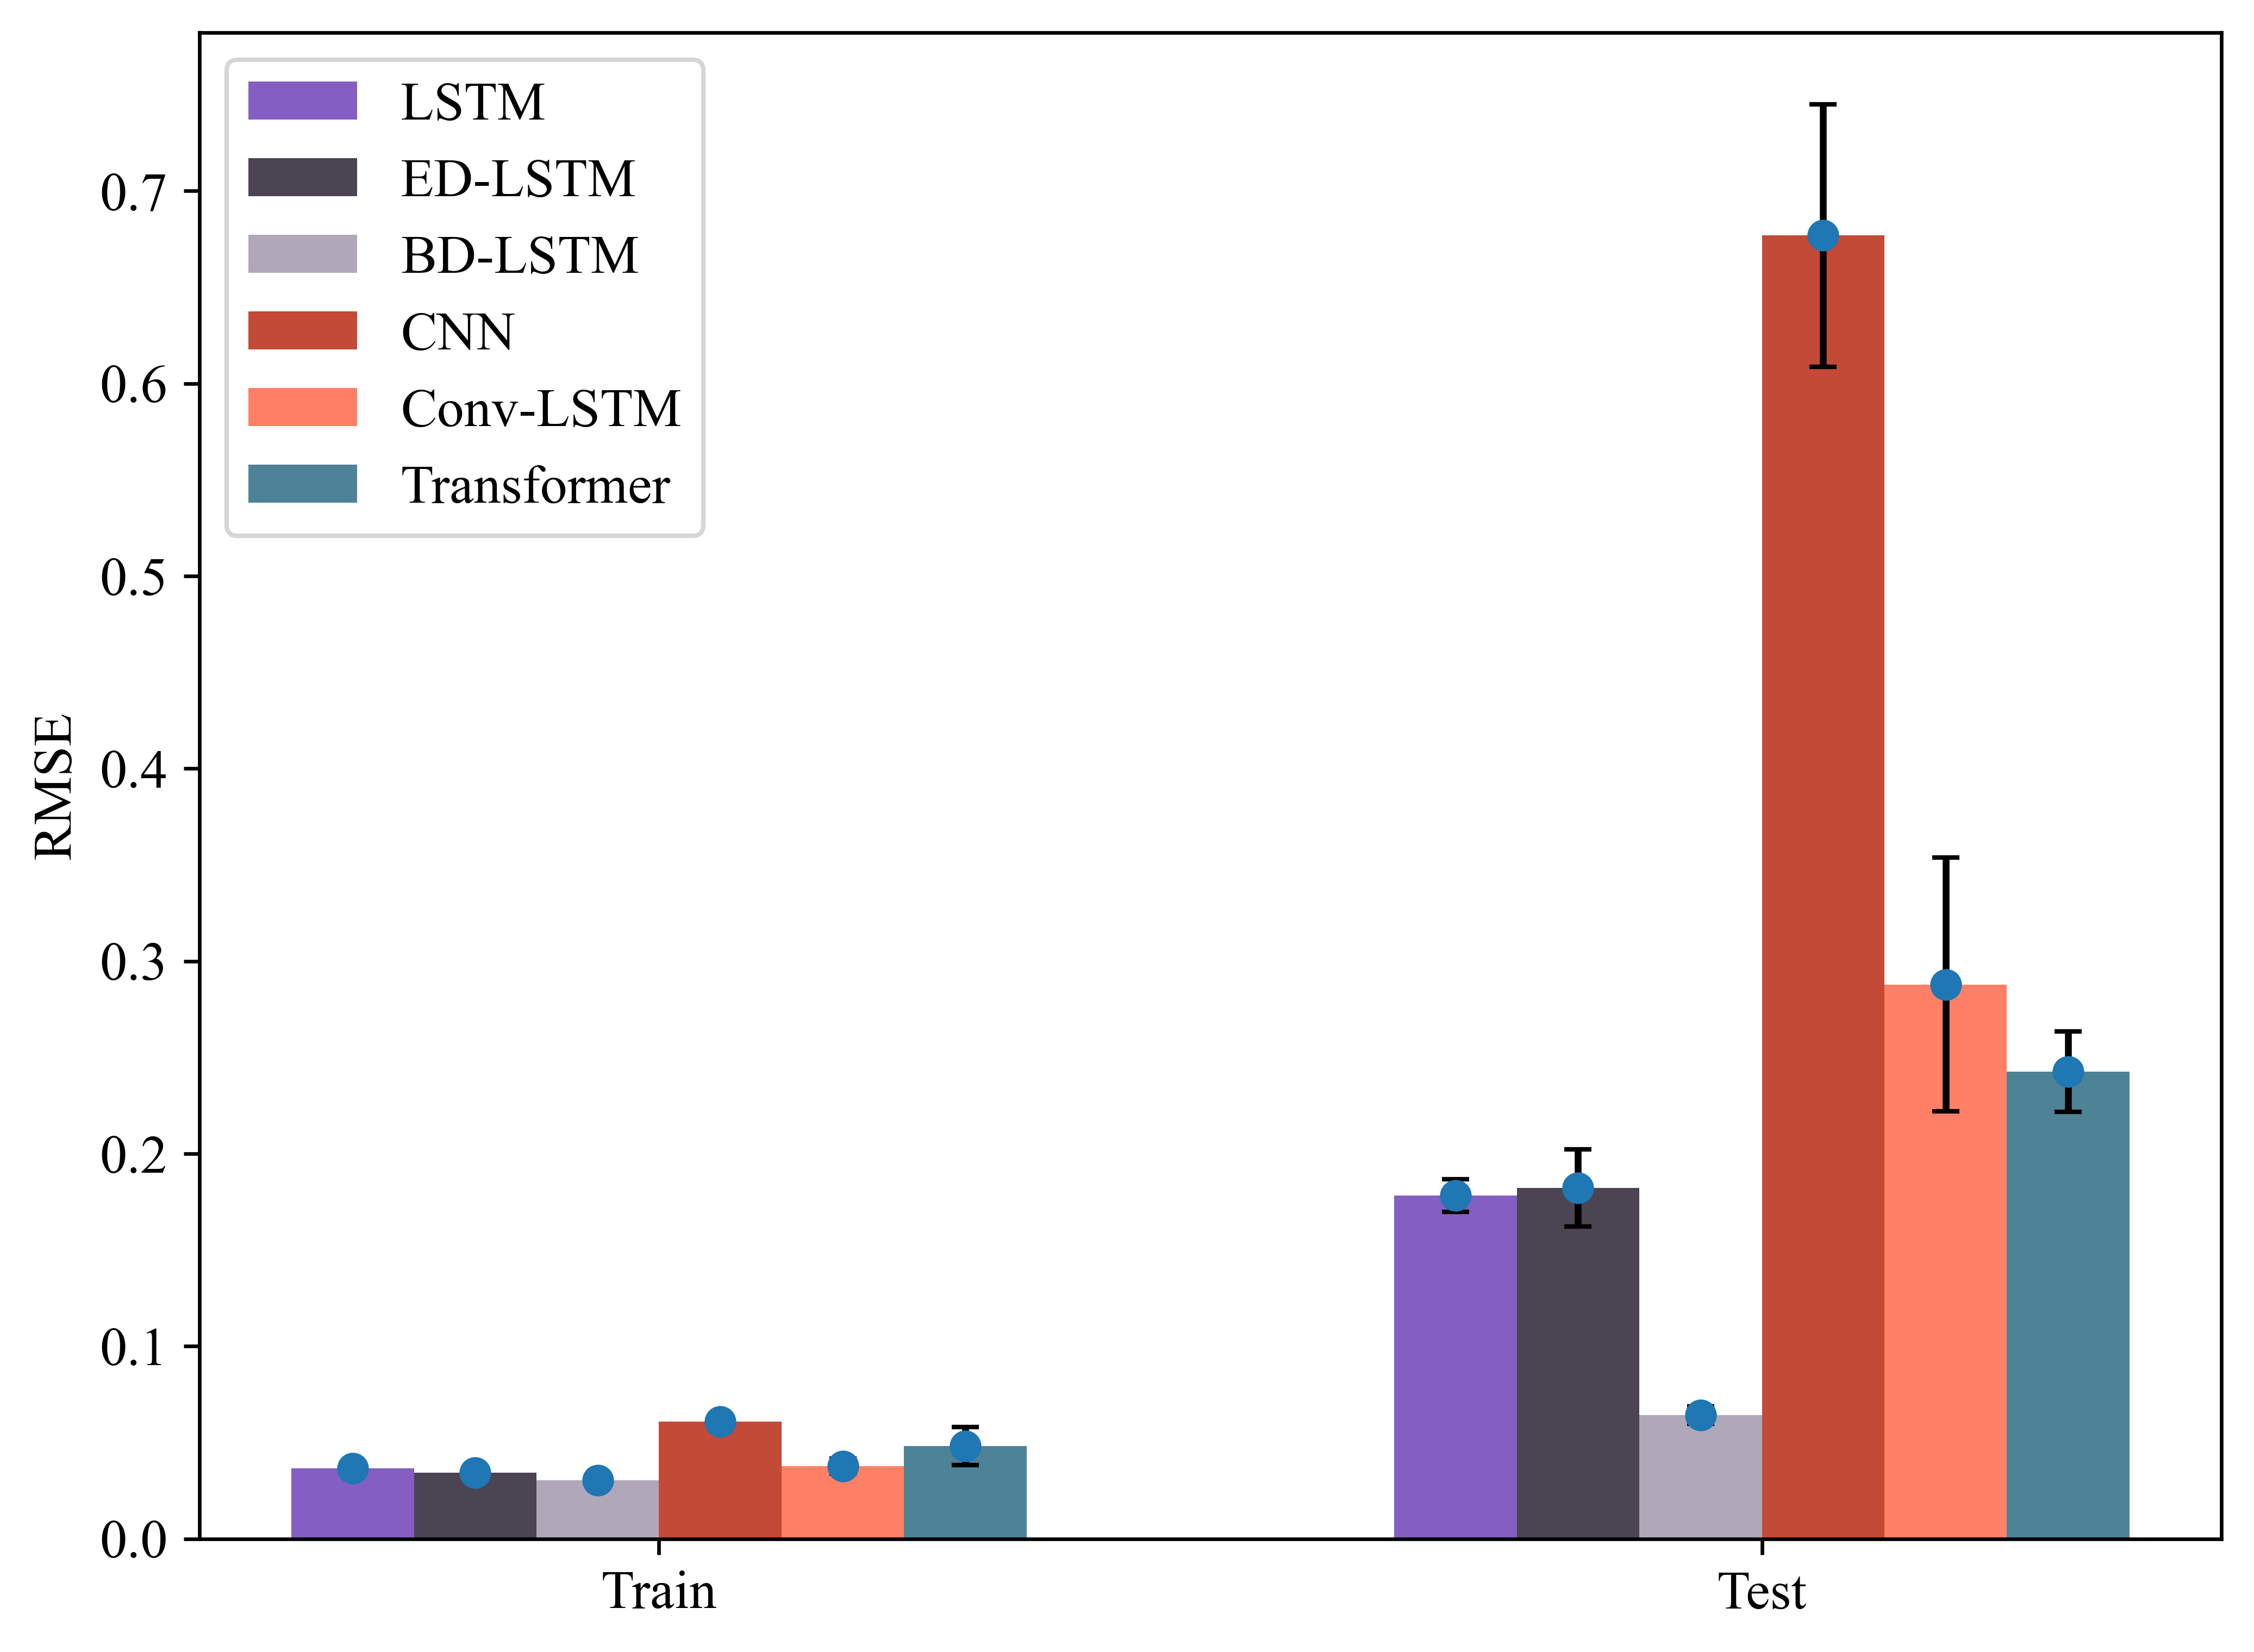 LSTM
ED-LSTM
BD-LSTM
CNN
Conv-LSTM
Transformer
RMSE
0.7
0.6
0.5
0.4
0.3
0.2
0.1
0.0
Train Test